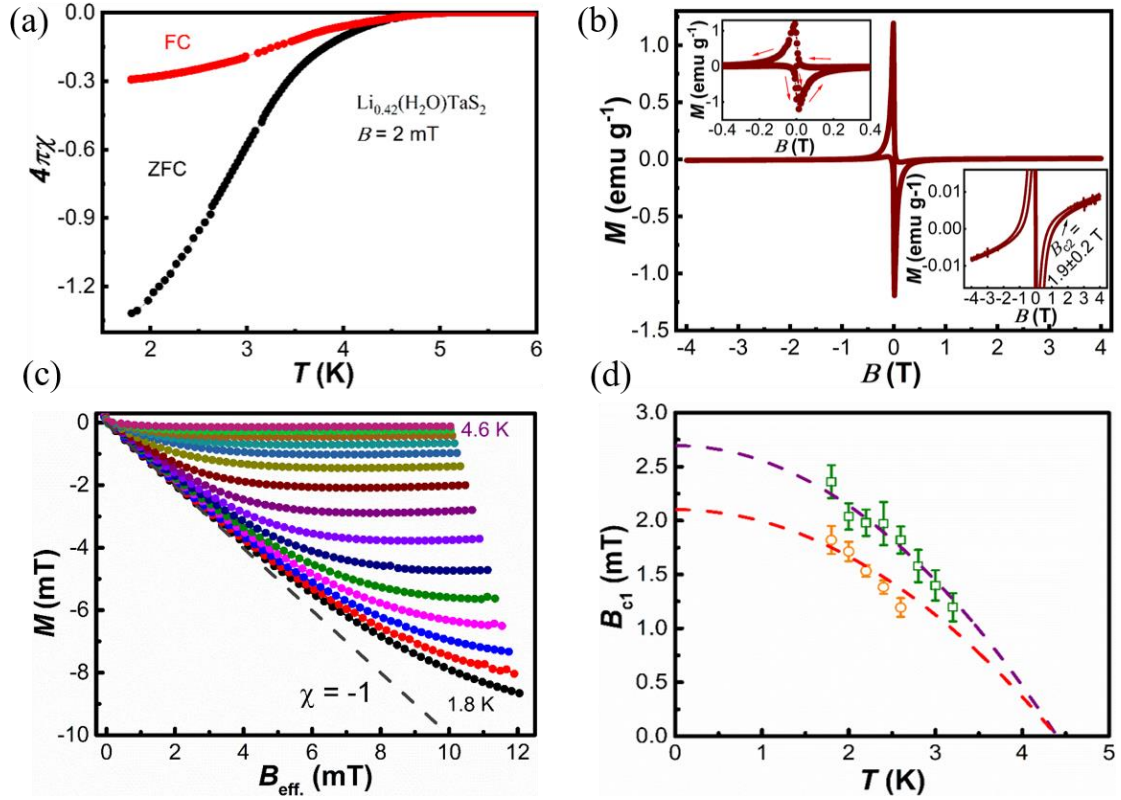 (a)
0.0
-0.3
-0.6
-0.9
-1.2
4πχ
FC
ZFC
Li0.42(H2O)TaS2
B = 2 mT
2 3 4 5 6
T (K)
(b)
1.0
0.5
0.0
-0.5
-1.0
-1.5
M (emu g-1)
-4 -3 -2 -1 0 1 2 3 4
B (T)
1
0
-1
M (emu g-1)
-0.4 -0.2 0.0 0.2 0.4
B (T)
0.01
0.00
-0.01
M (emu g-1)
Bc2 =
1.9±0.2 T
-4 -3 -2 -1 0 1 2 3 4
B (T)
(c)
0
-2
-4
-6
-8
-10
M (mT)
4.6 K
χ = -1
1.8 K
0 2 4 6 8 10 12
Beff. (mT)
(d)
3.0
2.5
2.0
1.5
1.0
0.5
0.0
Bc1 (mT)
0 1 2 3 4 5
T (K)